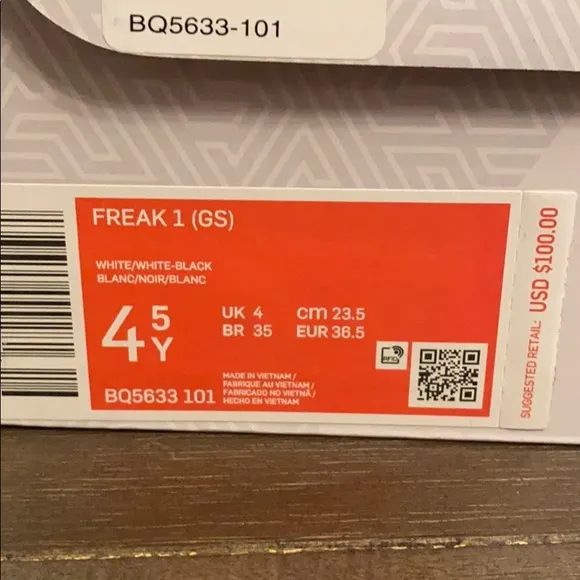 BQ5633-101
FREAK 1 (GS)
WHITE/WHITE-BLACK
BLANC/NOIR/BLANC
4 5Y
UK 4 cm 23.5
BR 35 EUR 36.5
RFID
BQ5633 101
MADE IN VIETNAM /
FABRIQUE AU VIETNAM /
FABRICADO NO VIETNÃ /
HECHO EN VIETNAM
SUGGESTED RETAIL: USD $100.00